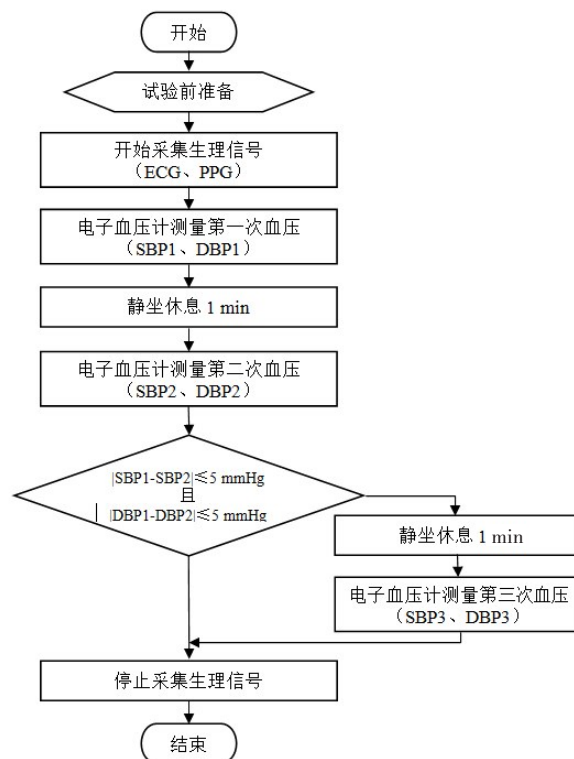 开始
试验前准备
开始采集生理信号
（ECG、PPG）
电子血压计测量第一次血压
（SBP1、DBP1）
静坐休息 1 min
电子血压计测量第二次血压
（SBP2、DBP2）
|SBP1-SBP2|≤5 mmHg
且
|DBP1-DBP2|≤5 mmHg
静坐休息 1 min
电子血压计测量第三次血压
（SBP3、DBP3）
停止采集生理信号
结束